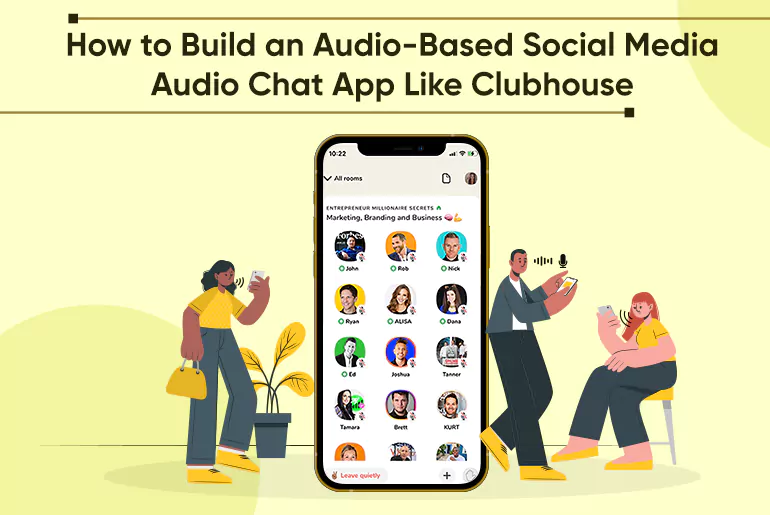 How to Build an Audio-Based Social Media
Audio Chat App Like Clubhouse
10:22
All rooms
ENTREPRENEUR MILLIONAIRE SECRETS
Marketing, Branding and Business 🧠💪
Forbes
John Rob Nick
Ryan ALISA Dana
Ed Joshua Tanner
Tamara Brett KURT
✌🏽 Leave quietly +